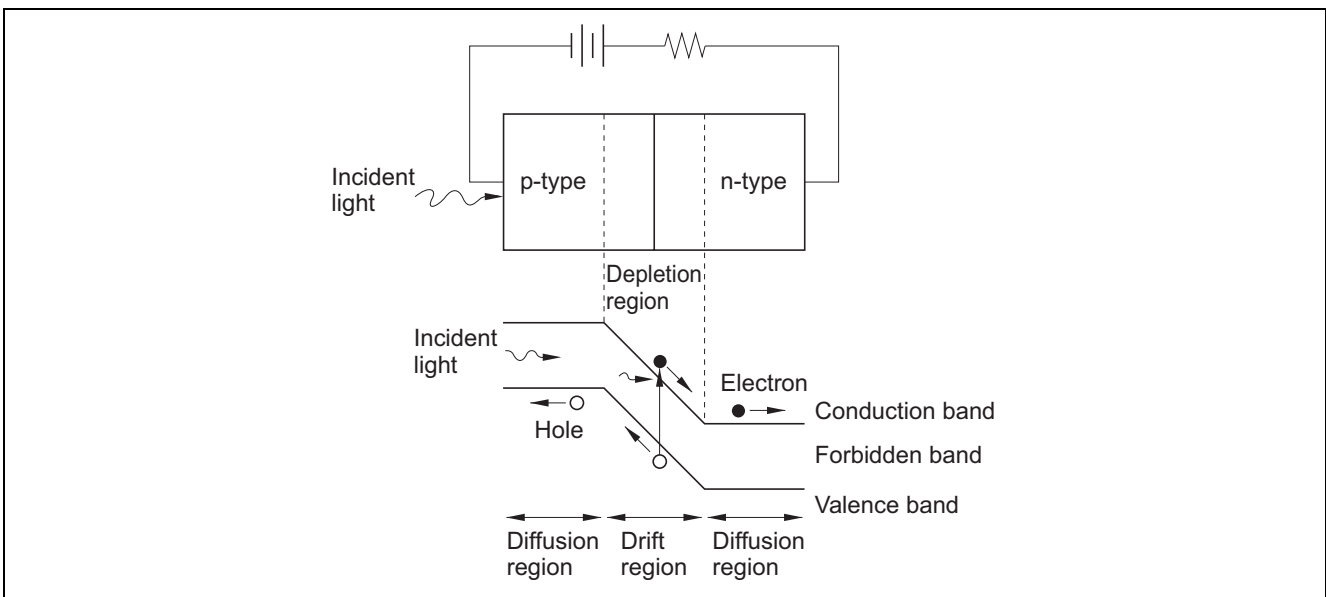 Incident
light
p-type
n-type
Depletion
region
Incident
light
Electron
Conduction band
Hole
Forbidden band
Valence band
Diffusion
region
Drift
region
Diffusion
region